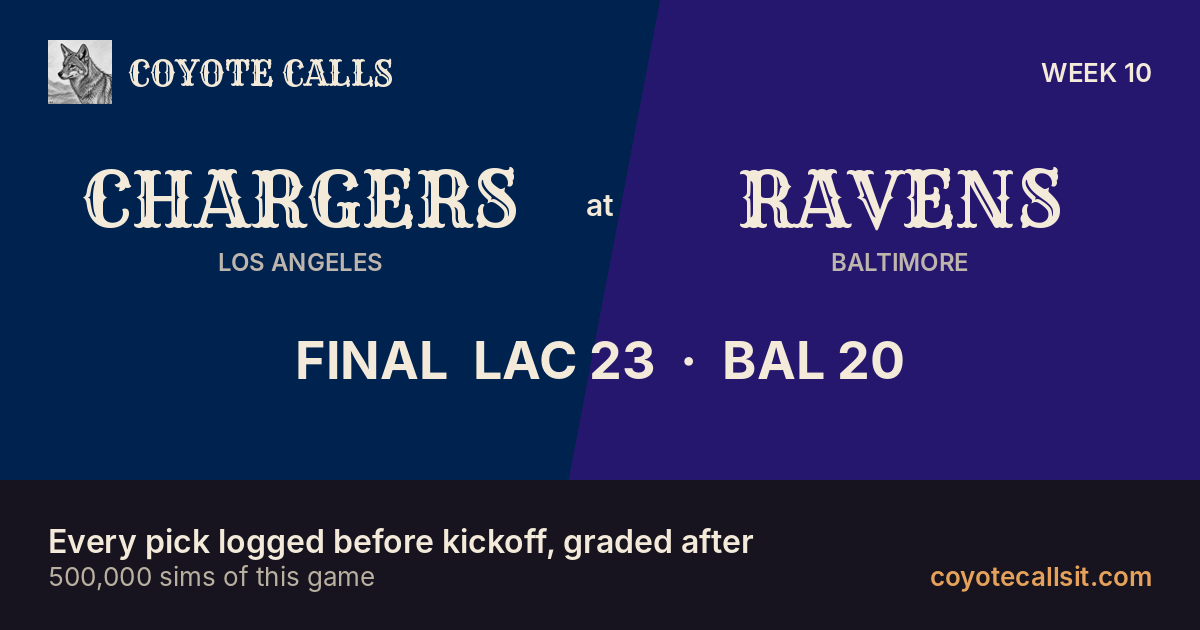 COYOTE CALLS
WEEK 10
CHARGERS at RAVENS
LOS ANGELES BALTIMORE
FINAL LAC 23 · BAL 20
Every pick logged before kickoff, graded after
500,000 sims of this game
coyotecallsit.com